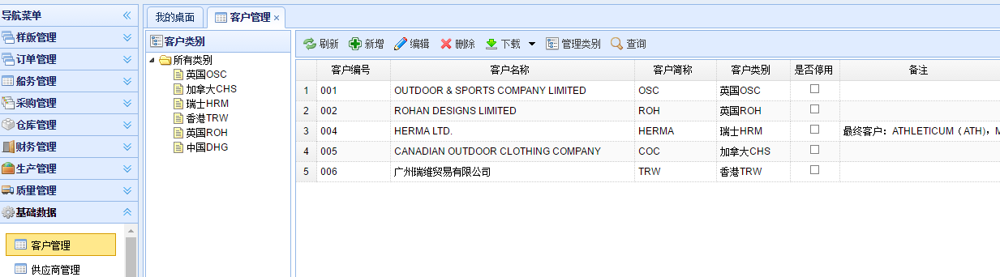 导航菜单
样版管理
订单管理
船务管理
采购管理
仓库管理
财务管理
生产管理
质量管理
基础数据
客户管理
供应商管理
我的桌面 客户管理
客户类别
所有类别
英国OSC
加拿大CHS
瑞士HRM
香港TRW
英国ROH
中国DHG
刷新 新增 编辑 删除 下载 管理类别 查询
客户编号 客户名称 客户简称 客户类别 是否停用 备注
1 001 OUTDOOR & SPORTS COMPANY LIMITED OSC 英国OSC
2 002 ROHAN DESIGNS LIMITED ROH 英国ROH
3 004 HERMA LTD. HERMA 瑞士HRM 最终客户：ATHLETICUM（ATH)，M
4 005 CANADIAN OUTDOOR CLOTHING COMPANY COC 加拿大CHS
5 006 广州瑞维贸易有限公司 TRW 香港TRW